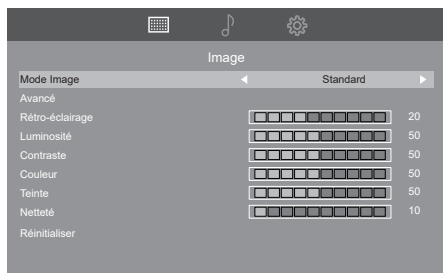 Image
Mode Image Standard
Avancé
Rétro-éclairage 20
Luminosité 50
Contraste 50
Couleur 50
Teinte 50
Netteté 10
Réinitialiser